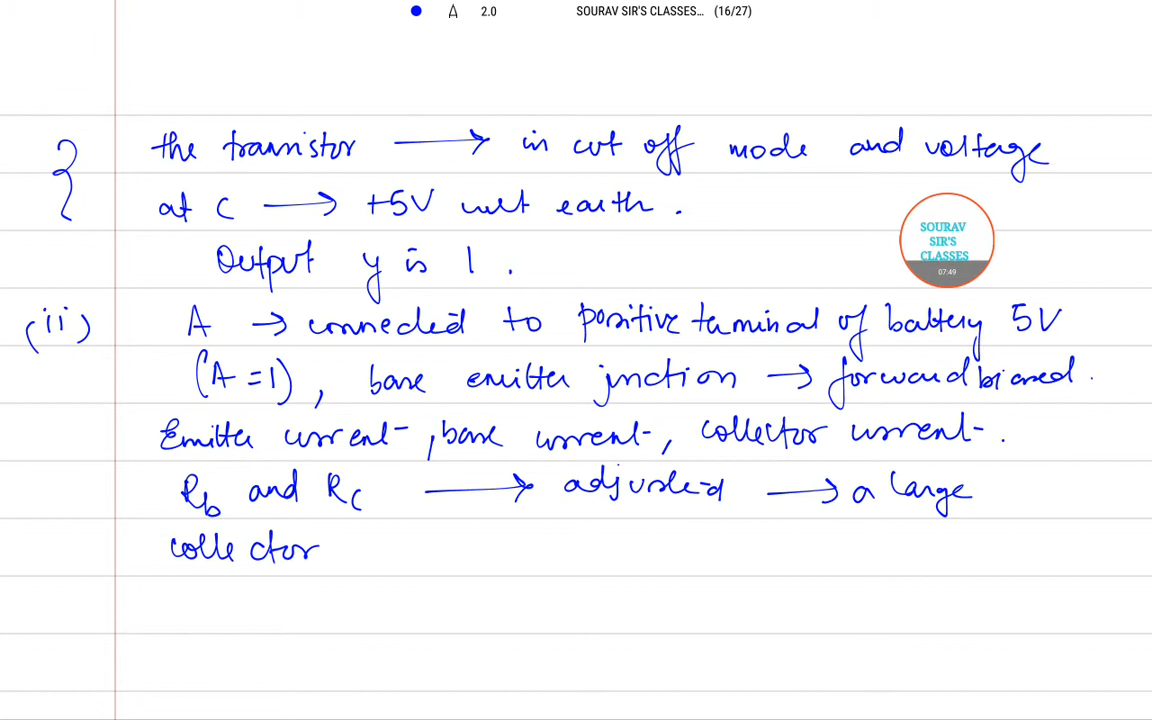 A 2.0 SOURAV SIR'S CLASSES... (16/27)
the transistor → in cut off mode and voltage
at C → +5V wrt earth.
Output y is 1.
SOURAV
SIR'S
CLASSES
07:49
(ii) A → connected to positive terminal of battery 5V
(A = 1), base emitter junction → forward biased.
Emitter current, base current, collector current.
Rb and RC → adjusted → a large
collector